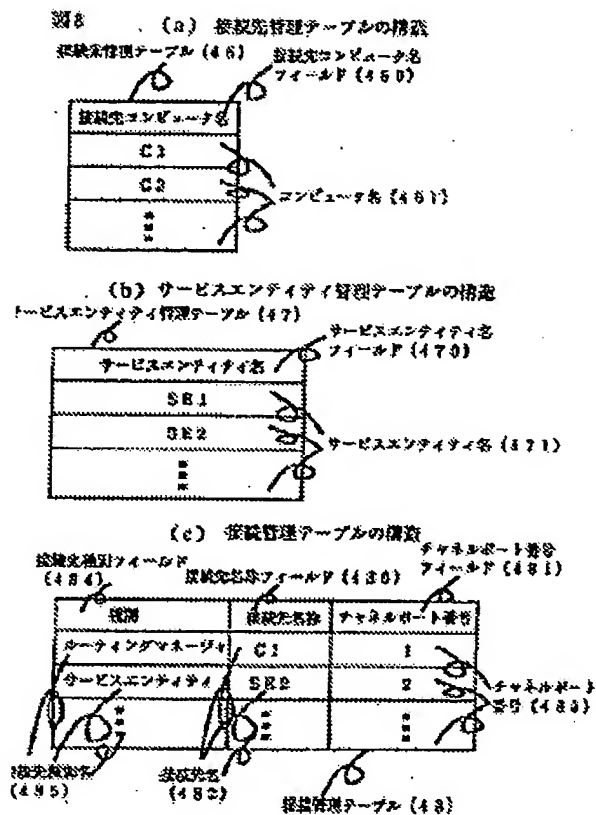 図8
(a) 接続先管理テーブルの構造
接続先管理テーブル (46)
接続先コンピュータ名
フィールド (460)
接続先コンピュータ名
C1
C2
コンピュータ名 (461)
(b) サービスエンティティ管理テーブルの構造
ービスエンティティ管理テーブル (47)
サービスエンティティ名
フィールド (470)
サービスエンティティ名
SE1
SE2
サービスエンティティ名 (471)
(c) 接続管理テーブルの構造
接続先種別フィールド
(484)
接続先名称フィールド (480)
チャネルポート番号
フィールド (481)
種別 接続先名称 チャネルポート番号
ルーティングマネージャ C1 1
サービスエンティティ SE2 2
チャネルポート
番号 (483)
(485)
接続先名
(482)
接続管理テーブル (48)